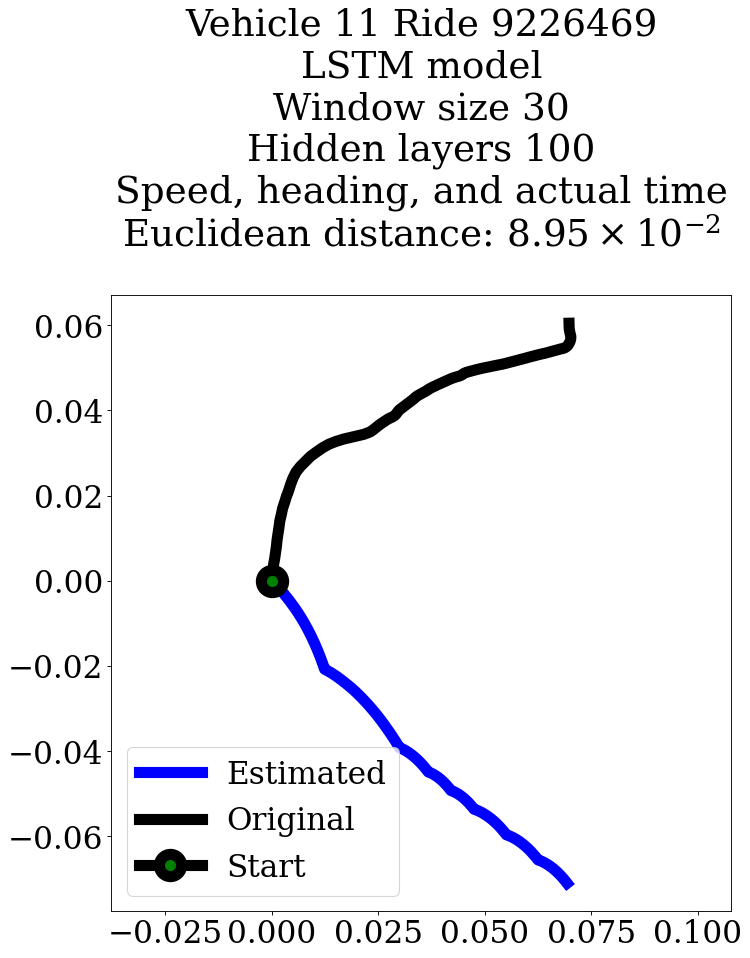 Vehicle 11 Ride 9226469
LSTM model
Window size 30
Hidden layers 100
Speed, heading, and actual time
Euclidean distance: 8.95 × 10⁻²
0.06
0.04
0.02
0.00
−0.02
−0.04
−0.06
Estimated
Original
Start
−0.025 0.000 0.025 0.050 0.075 0.100